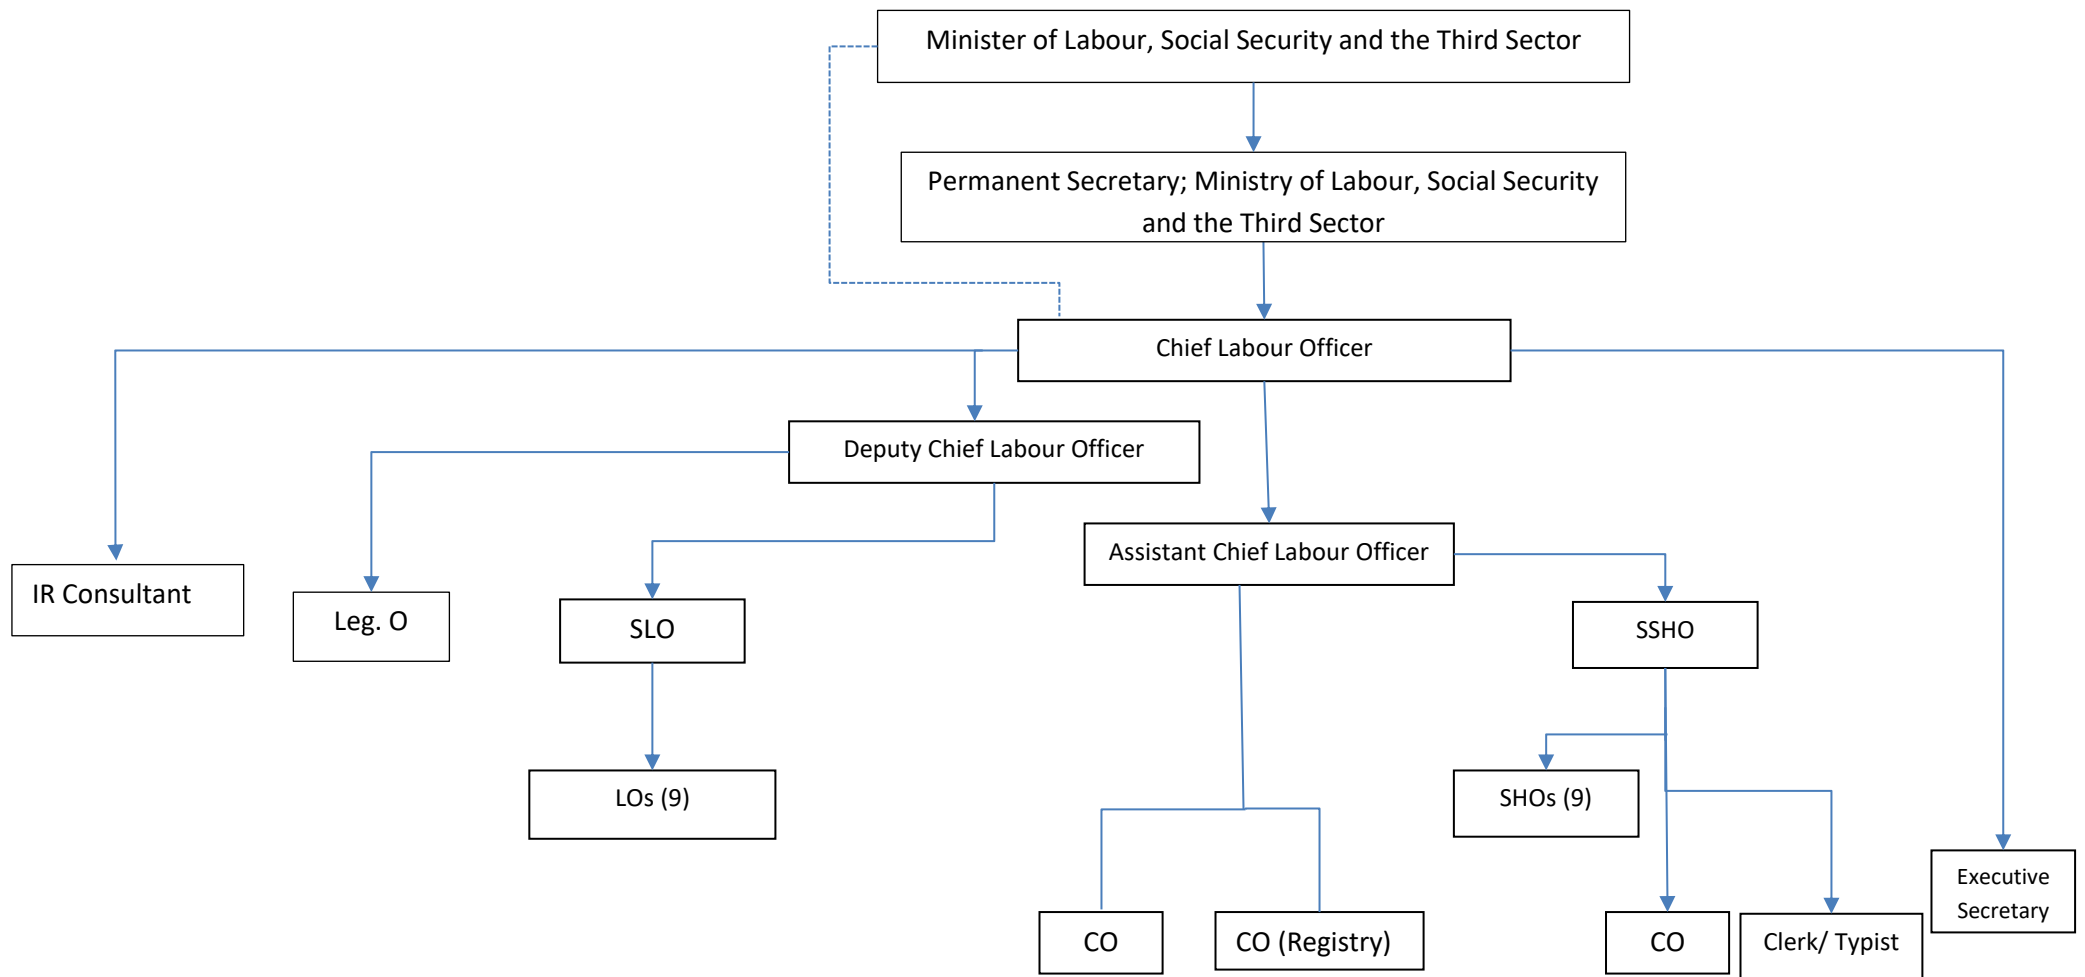 Minister of Labour, Social Security and the Third Sector
Permanent Secretary; Ministry of Labour, Social Security
and the Third Sector
Chief Labour Officer
Deputy Chief Labour Officer
Assistant Chief Labour Officer
IR Consultant
Leg. O
SLO
SSHO
LOs (9)
SHOs (9)
Executive
Secretary
CO
CO (Registry)
CO
Clerk/ Typist